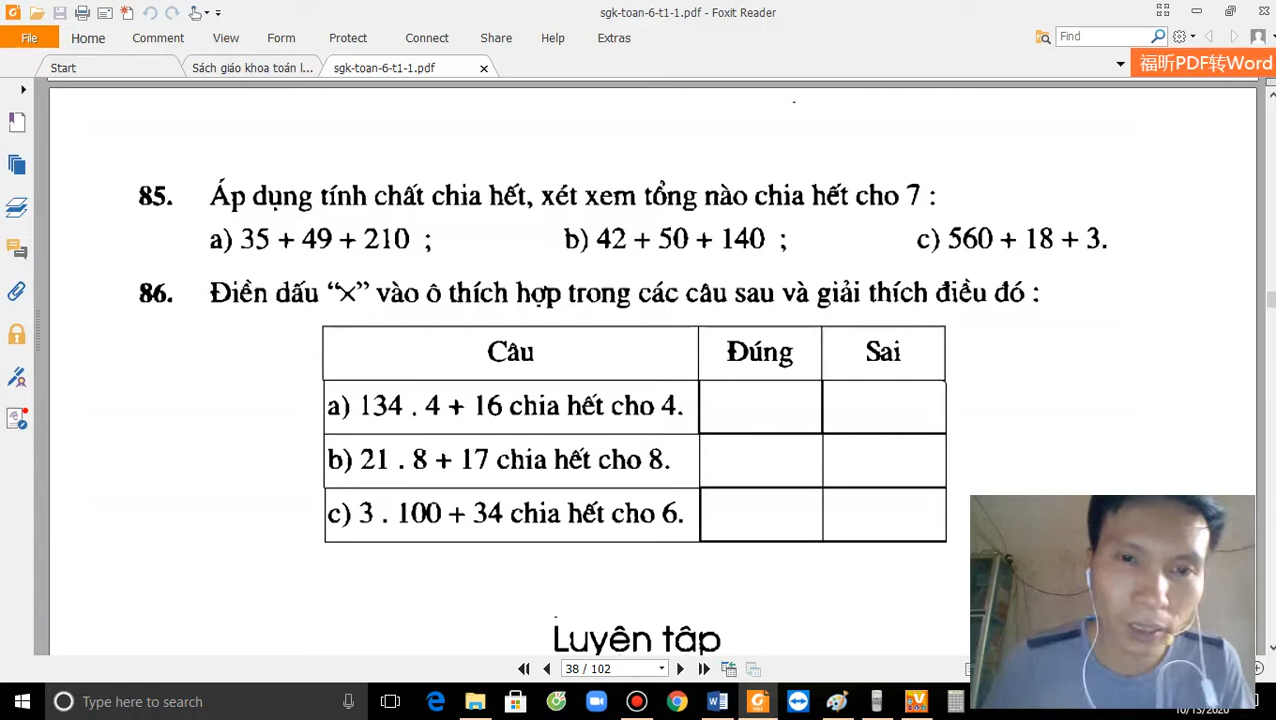 sgk-toan-6-t1-1.pdf - Foxit Reader
File Home Comment View Form Protect Connect Share Help Extras Find
Start Sách giáo khoa toán l... sgk-toan-6-t1-1.pdf
福昕PDF转Word
85. Áp dụng tính chất chia hết, xét xem tổng nào chia hết cho 7 :
a) 35 + 49 + 210 ; b) 42 + 50 + 140 ; c) 560 + 18 + 3.
86. Điền dấu “×” vào ô thích hợp trong các câu sau và giải thích điều đó :
Câu Đúng Sai
a) 134 . 4 + 16 chia hết cho 4.
b) 21 . 8 + 17 chia hết cho 8.
c) 3 . 100 + 34 chia hết cho 6.
Luyện tập
38 / 102
Type here to search
10/13/2020